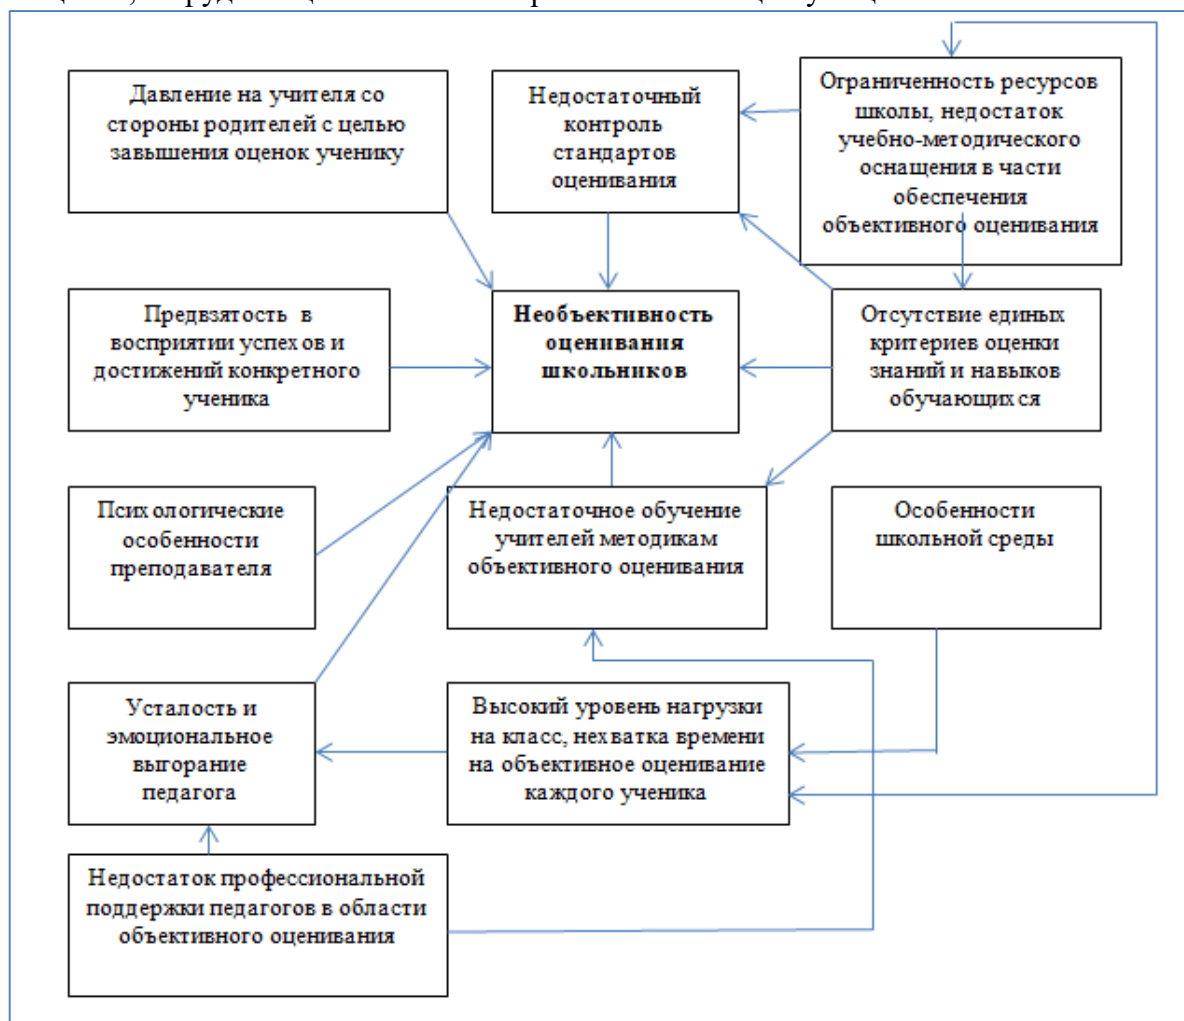 Давление на учителя со
стороны родителей с целью
завышения оценок ученику
Недостаточный
контроль
стандартов
оценивания
Ограниченность ресурсов
школы, недостаток
учебно-методического
оснащения в части
обеспечения
объективного оценивания
Предвзятость в
восприятии успехов и
достижений конкретного
ученика
Необъективность
оценивания
школьников
Отсутствие единых
критериев оценки
знаний и навыков
обучающихся
Психологические
особенности
преподавателя
Недостаточное обучение
учителей методикам
объективного оценивания
Особенности
школьной среды
Усталость и
эмоциональное
выгорание
педагога
Высокий уровень нагрузки
на класс, нехватка времени
на объективное оценивание
каждого ученика
Недостаток профессиональной
поддержки педагогов в области
объективного оценивания